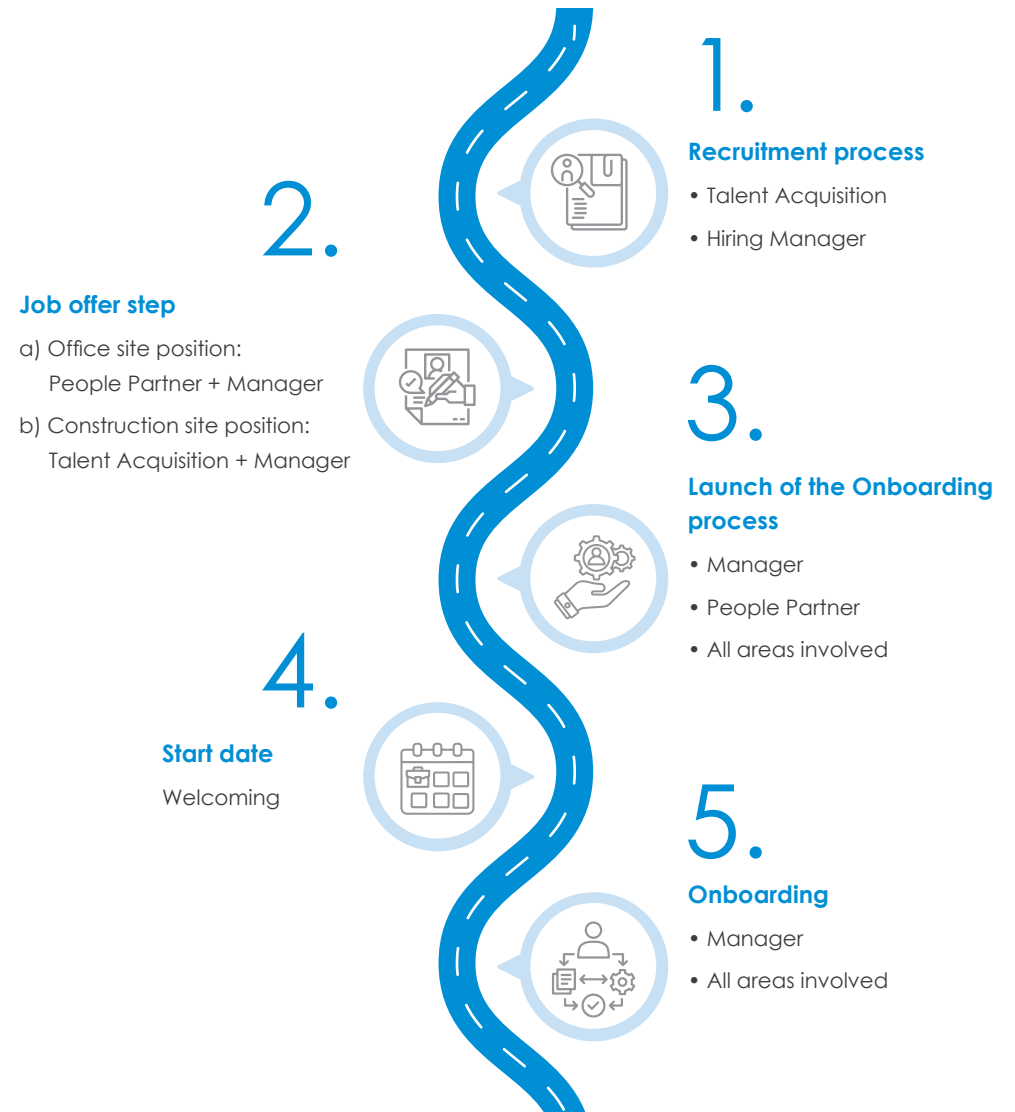 1.
Recruitment process
• Talent Acquisition
• Hiring Manager
2.
Job offer step
a) Office site position:
People Partner + Manager
b) Construction site position:
Talent Acquisition + Manager
3.
Launch of the Onboarding
process
• Manager
• People Partner
• All areas involved
4.
Start date
Welcoming
5.
Onboarding
• Manager
• All areas involved